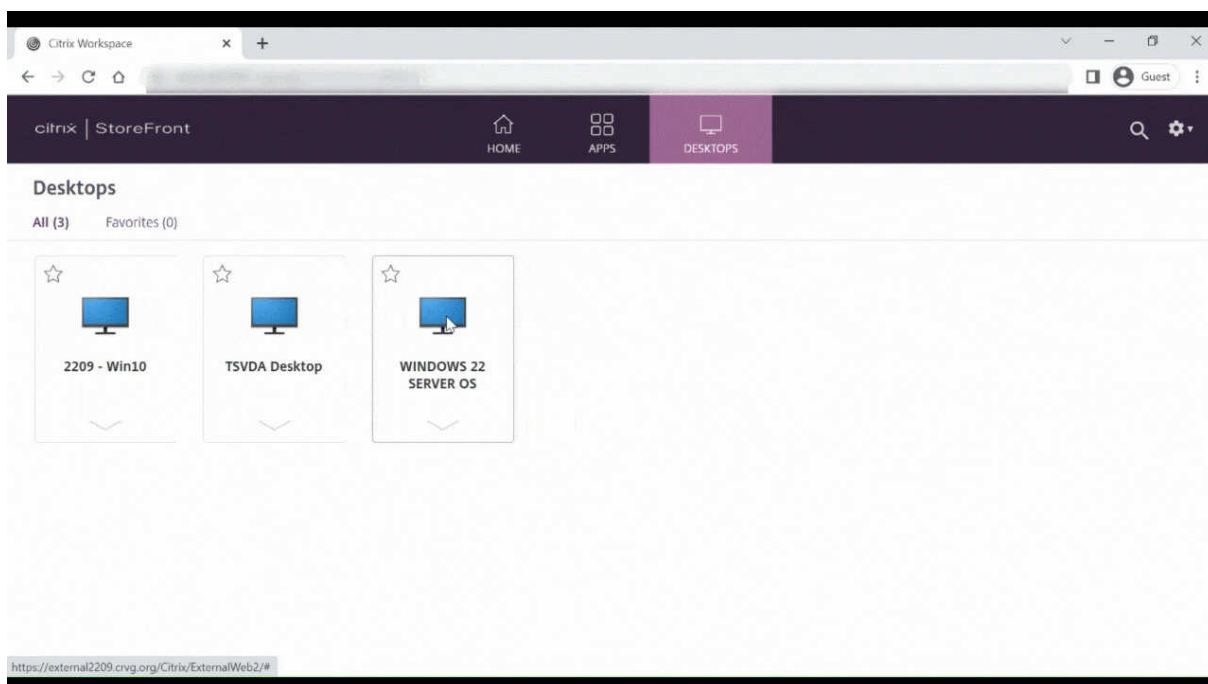 Citrix Workspace
Guest
citrix | StoreFront
HOME
APPS
DESKTOPS
Desktops
All (3) Favorites (0)
2209 - Win10
TSVDA Desktop
WINDOWS 22
SERVER OS
https://external2209.crvg.org/Citrix/ExternalWeb2/#